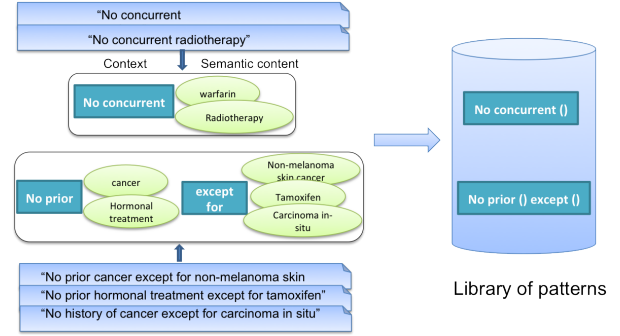 “No concurrent
“No concurrent radiotherapy”
Context
Semantic content
No concurrent
warfarin
Radiotherapy
No prior
cancer
Hormonal
treatment
except
for
Non-melanoma
skin cancer
Tamoxifen
Carcinoma in-
situ
“No prior cancer except for non-melanoma skin
“No prior hormonal treatment except for tamoxifen”
“No history of cancer except for carcinoma in situ”
No concurrent ()
No prior () except ()
Library of patterns